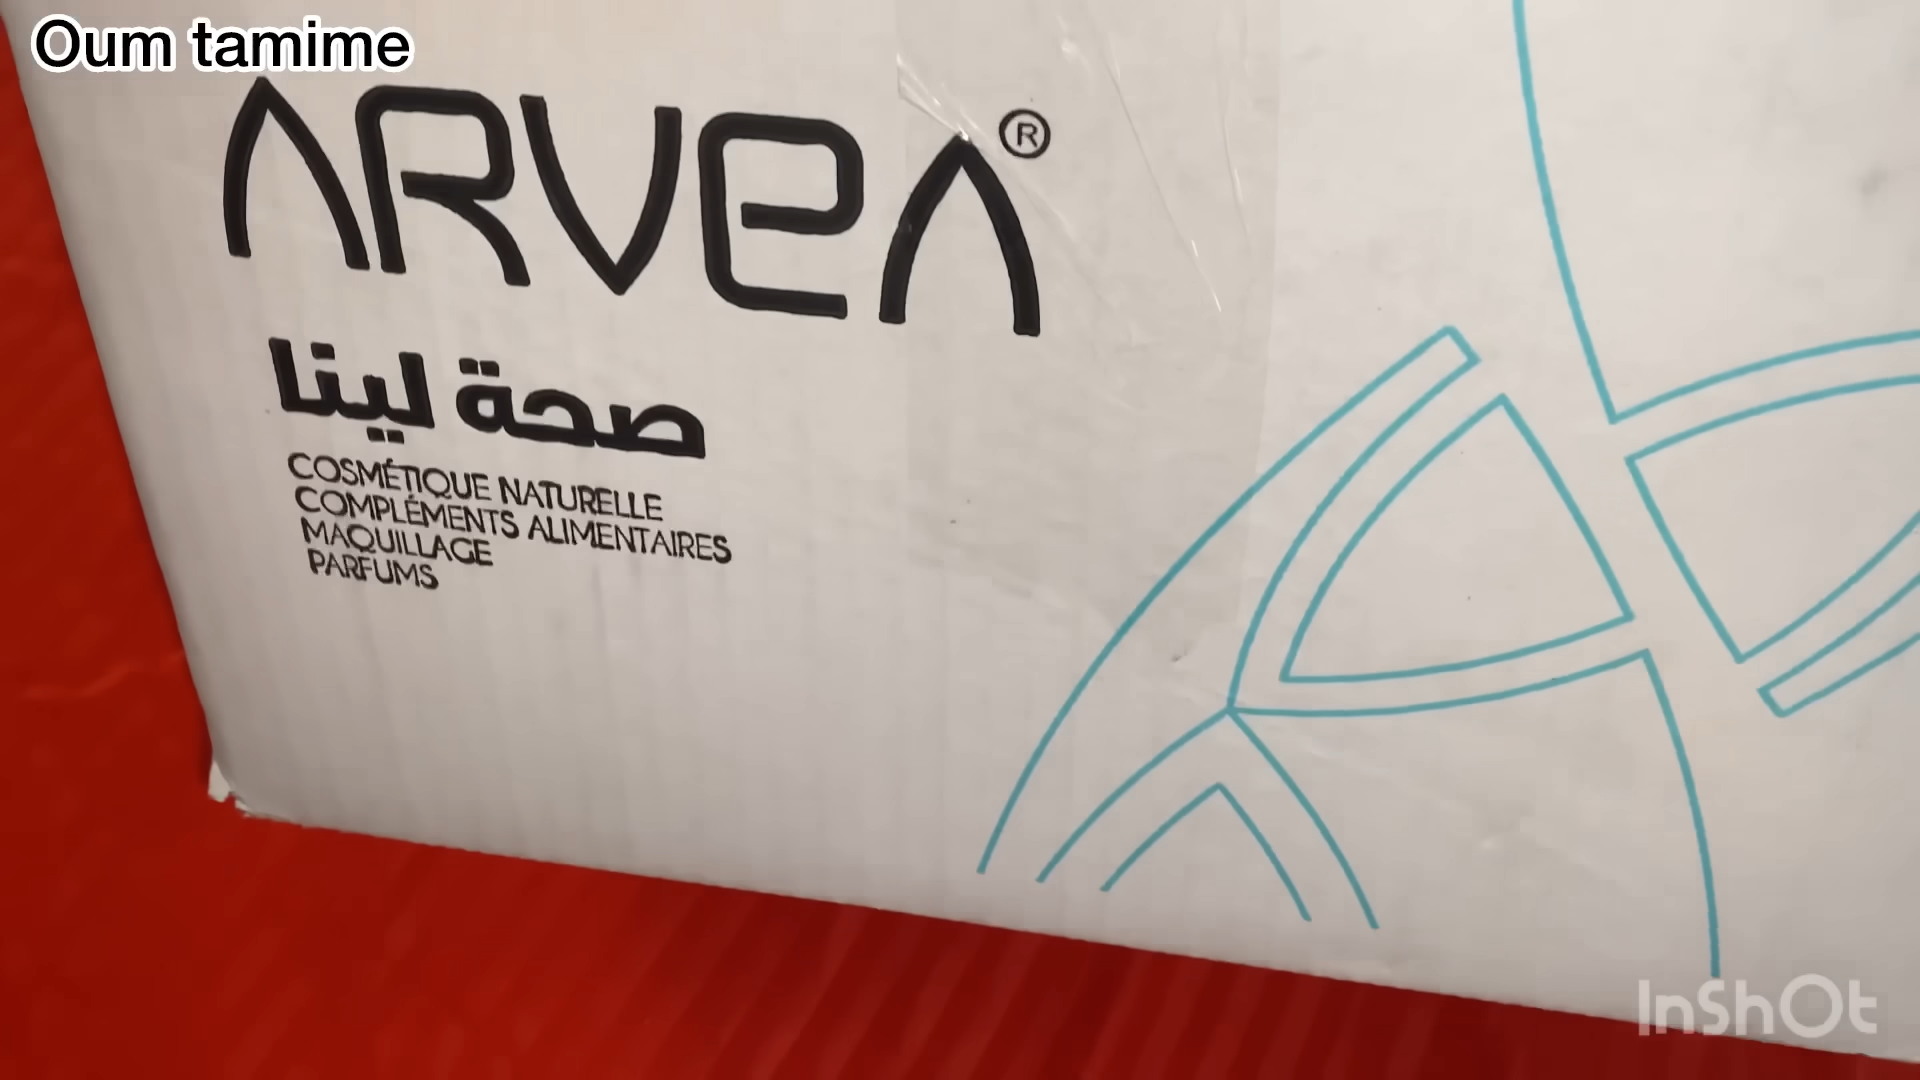 Oum tamime
ARVEA®
صحة لينا
COSMÉTIQUE NATURELLE
COMPLÉMENTS ALIMENTAIRES
MAQUILLAGE
PARFUMS
InShOt